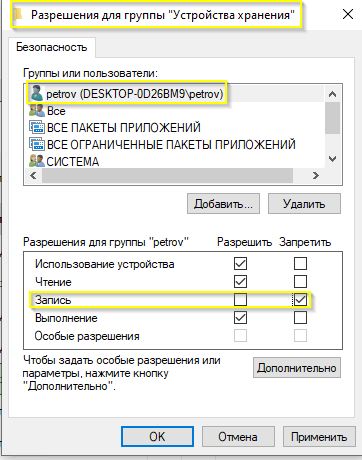 Разрешения для группы "Устройства хранения"
Безопасность
Группы или пользователи:
petrov (DESKTOP-0D26BM9\petrov)
Все
ВСЕ ПАКЕТЫ ПРИЛОЖЕНИЙ
ВСЕ ОГРАНИЧЕННЫЕ ПАКЕТЫ ПРИЛОЖЕНИЙ
СИСТЕМА
Добавить... Удалить
Разрешения для группы "petrov" Разрешить Запретить
Использование устройства
Чтение
Запись
Выполнение
Особые разрешения
Чтобы задать особые разрешения или
параметры, нажмите кнопку
"Дополнительно".
Дополнительно
OK Отмена Применить